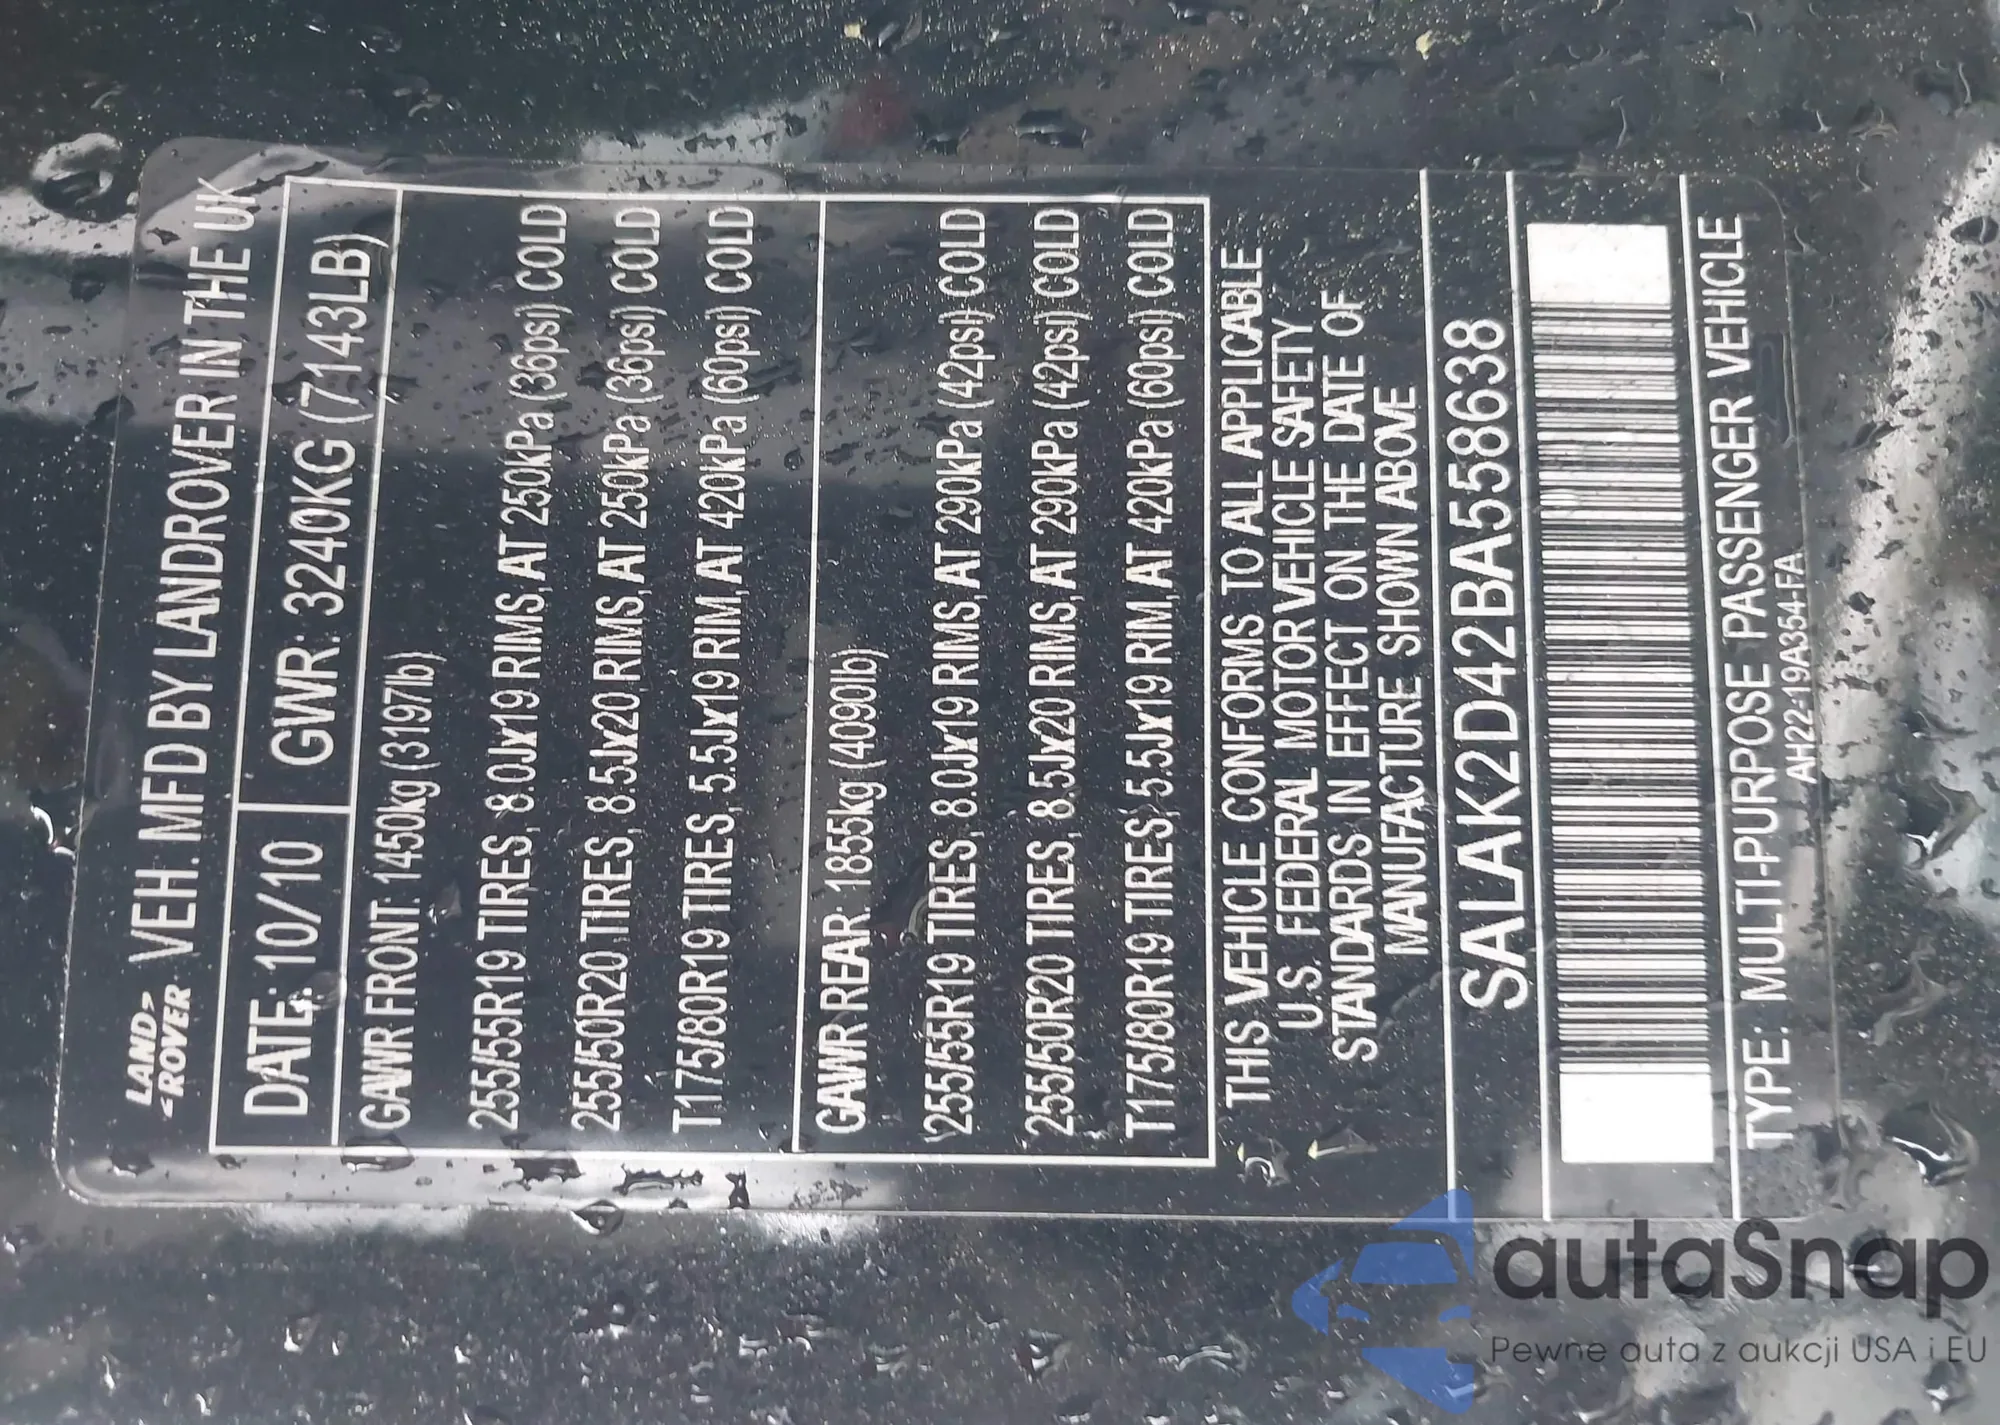 LAND ROVER VEH. MFD BY LANDROVER IN THE UK
DATE: 10/10 GWR: 3240KG (7143LB)
GAWR FRONT: 1450kg (3197lb)
255/55R19 TIRES, 8.0Jx19 RIMS, AT 250kPa (36psi) COLD
255/50R20 TIRES, 8.5Jx20 RIMS, AT 250kPa (36psi) COLD
T175/80R19 TIRES, 5.5Jx19 RIM, AT 420kPa (60psi) COLD
GAWR REAR: 1855kg (4090lb)
255/55R19 TIRES, 8.0Jx19 RIMS, AT 290kPa (42psi) COLD
255/50R20 TIRES, 8.5Jx20 RIMS, AT 290kPa (42psi) COLD
T175/80R19 TIRES, 5.5Jx19 RIM, AT 420kPa (60psi) COLD
THIS VEHICLE CONFORMS TO ALL APPLICABLE
U.S. FEDERAL MOTOR VEHICLE SAFETY
STANDARDS IN EFFECT ON THE DATE OF
MANUFACTURE SHOWN ABOVE
SALAK2D42BA558638
TYPE: MULTI-PURPOSE PASSENGER VEHICLE
AH22-19A354-FA
autaSnap
Pewne auta z aukcji USA i EU